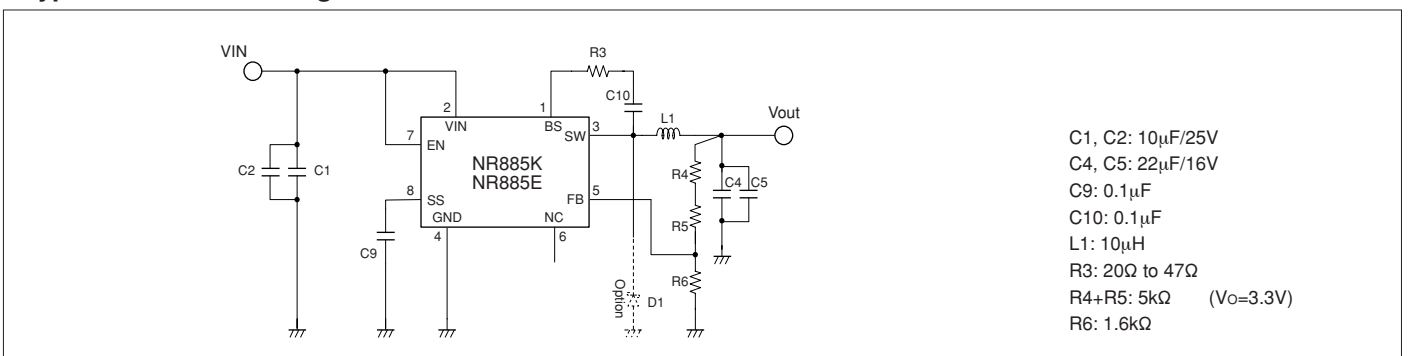 VIN
R3
C10
L1
Vout
2
1
VIN
BS
SW
3
7
EN
NR885K
NR885E
C2
C1
8
SS
FB
5
GND
NC
4
6
C9
R4
R5
R6
C4
C5
Option
D1
C1, C2: 10μF/25V
C4, C5: 22μF/16V
C9: 0.1μF
C10: 0.1μF
L1: 10μH
R3: 20Ω to 47Ω
R4+R5: 5kΩ (VO=3.3V)
R6: 1.6kΩ